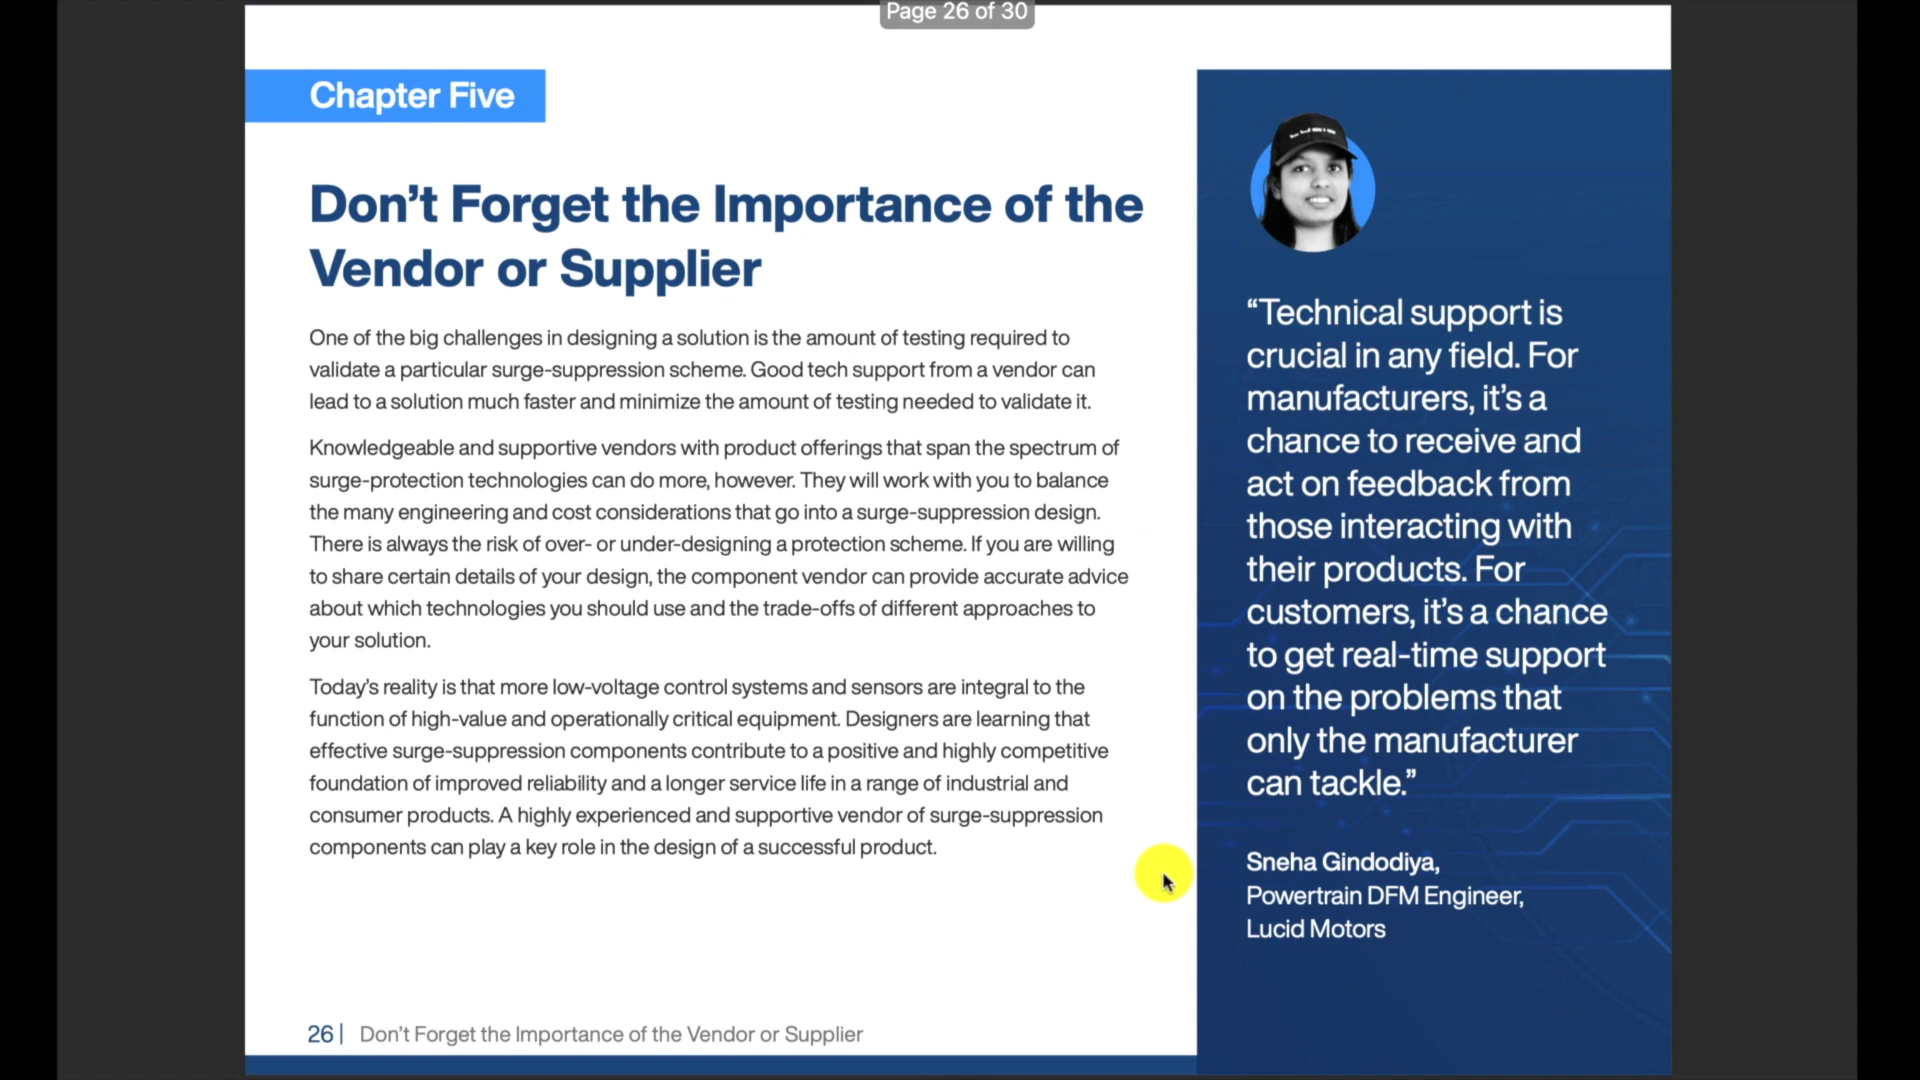 Page 26 of 30
Chapter Five
Don’t Forget the Importance of the
Vendor or Supplier
One of the big challenges in designing a solution is the amount of testing required to
validate a particular surge-suppression scheme. Good tech support from a vendor can
lead to a solution much faster and minimize the amount of testing needed to validate it.
Knowledgeable and supportive vendors with product offerings that span the spectrum of
surge-protection technologies can do more, however. They will work with you to balance
the many engineering and cost considerations that go into a surge-suppression design.
There is always the risk of over- or under-designing a protection scheme. If you are willing
to share certain details of your design, the component vendor can provide accurate advice
about which technologies you should use and the trade-offs of different approaches to
your solution.
Today’s reality is that more low-voltage control systems and sensors are integral to the
function of high-value and operationally critical equipment. Designers are learning that
effective surge-suppression components contribute to a positive and highly competitive
foundation of improved reliability and a longer service life in a range of industrial and
consumer products. A highly experienced and supportive vendor of surge-suppression
components can play a key role in the design of a successful product.
“Technical support is
crucial in any field. For
manufacturers, it’s a
chance to receive and
act on feedback from
those interacting with
their products. For
customers, it’s a chance
to get real-time support
on the problems that
only the manufacturer
can tackle.”
Sneha Gindodiya,
Powertrain DFM Engineer,
Lucid Motors
26 | Don’t Forget the Importance of the Vendor or Supplier